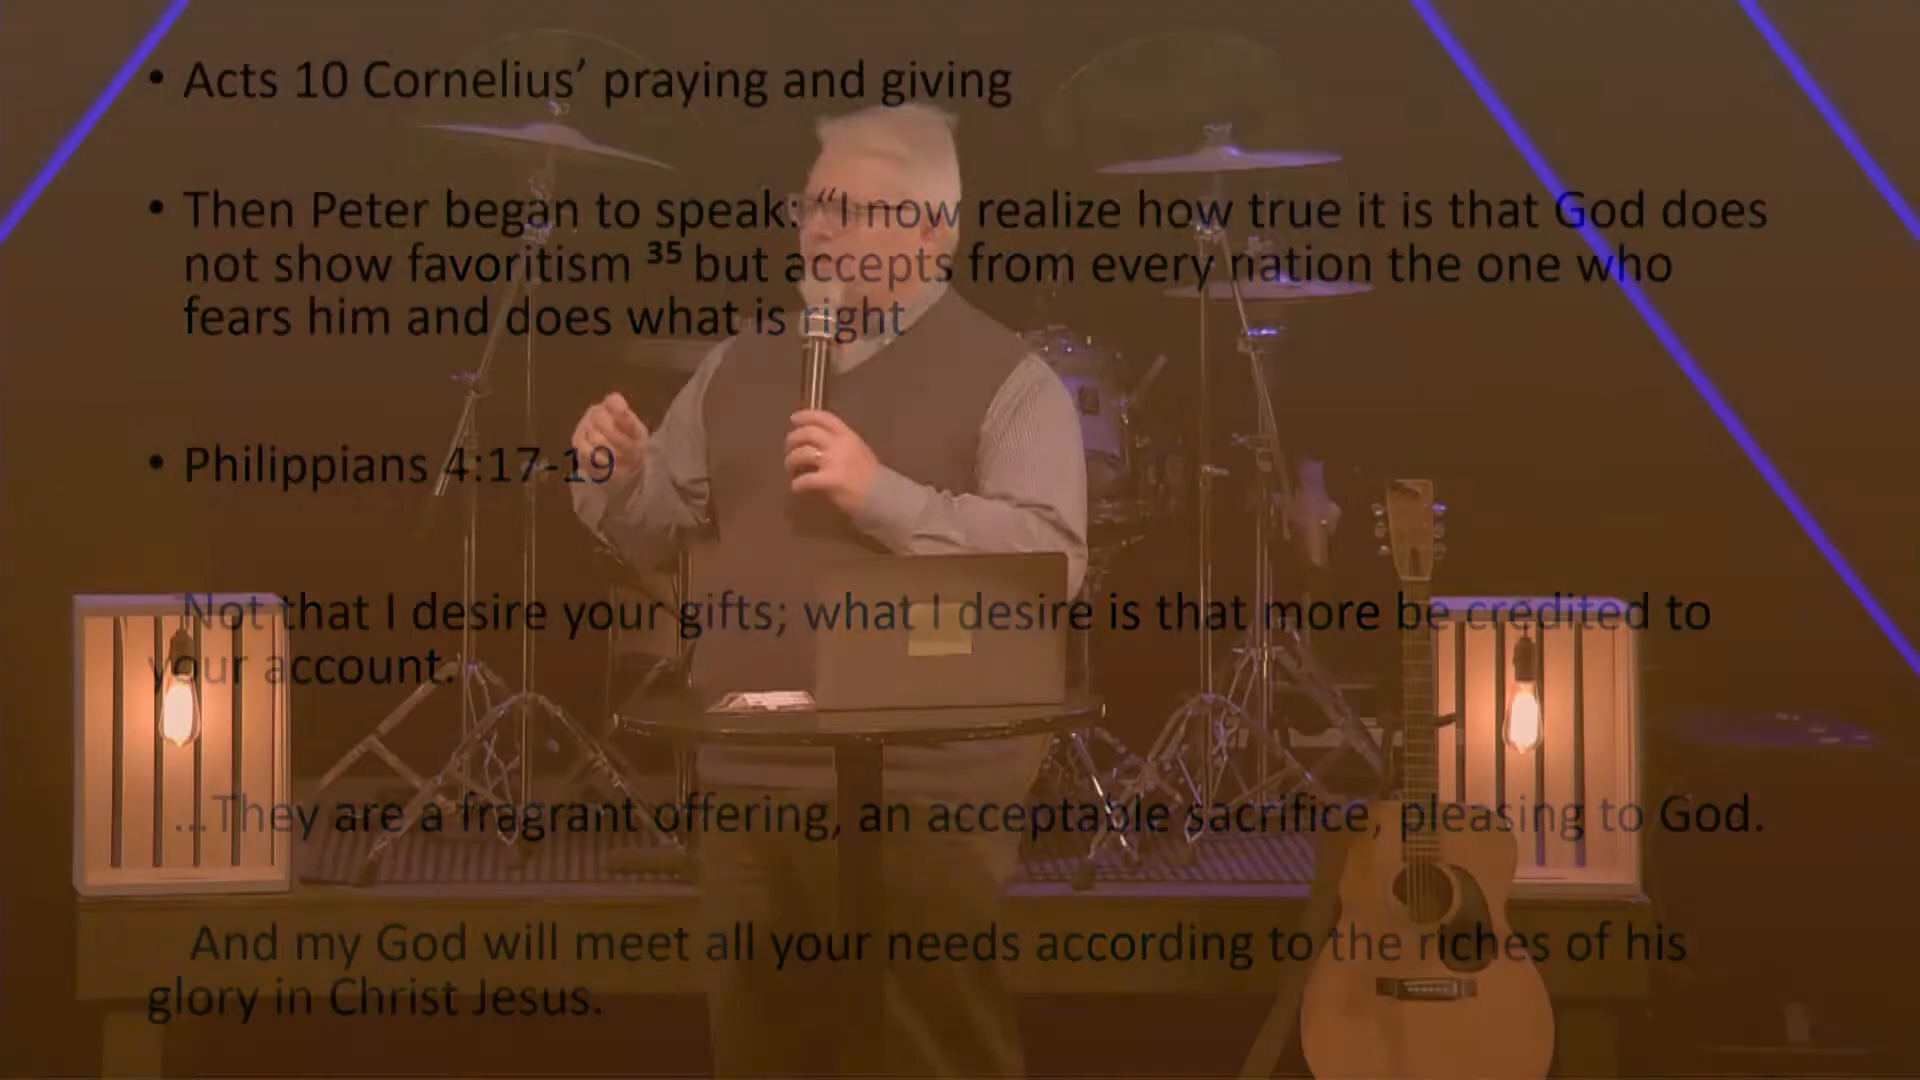 • Acts 10 Cornelius’ praying and giving
• Then Peter began to speak: “I now realize how true it is that God does
not show favoritism ³⁵ but accepts from every nation the one who
fears him and does what is right
• Philippians 4:17-19
Not that I desire your gifts; what I desire is that more be credited to
your account.
…They are a fragrant offering, an acceptable sacrifice, pleasing to God.
And my God will meet all your needs according to the riches of his
glory in Christ Jesus.